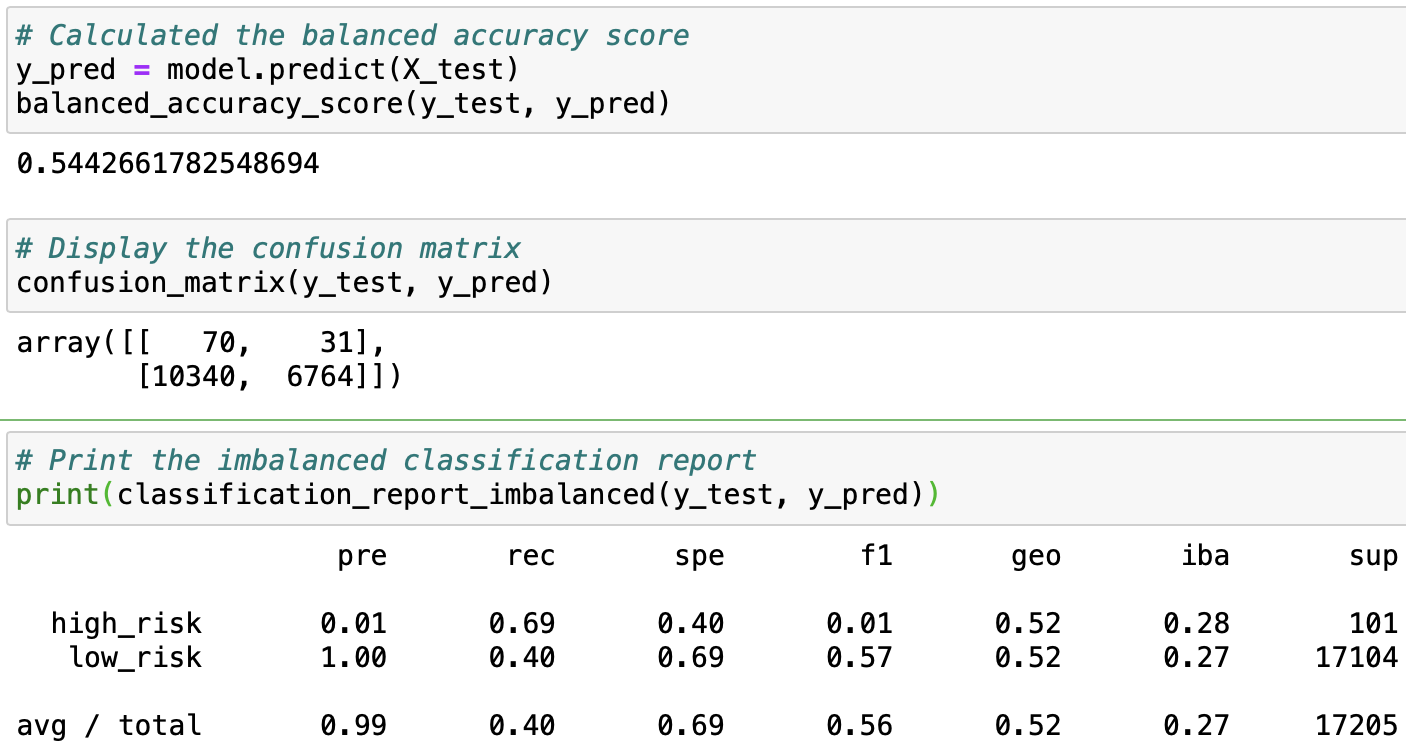 # Calculated the balanced accuracy score
y_pred = model.predict(X_test)
balanced_accuracy_score(y_test, y_pred)
0.5442661782548694
# Display the confusion matrix
confusion_matrix(y_test, y_pred)
array([[   70,    31],
       [10340,  6764]])
# Print the imbalanced classification report
print(classification_report_imbalanced(y_test, y_pred))
                   pre       rec       spe        f1       geo       iba       sup
  high_risk       0.01      0.69      0.40      0.01      0.52      0.28       101
   low_risk       1.00      0.40      0.69      0.57      0.52      0.27     17104
avg / total       0.99      0.40      0.69      0.56      0.52      0.27     17205